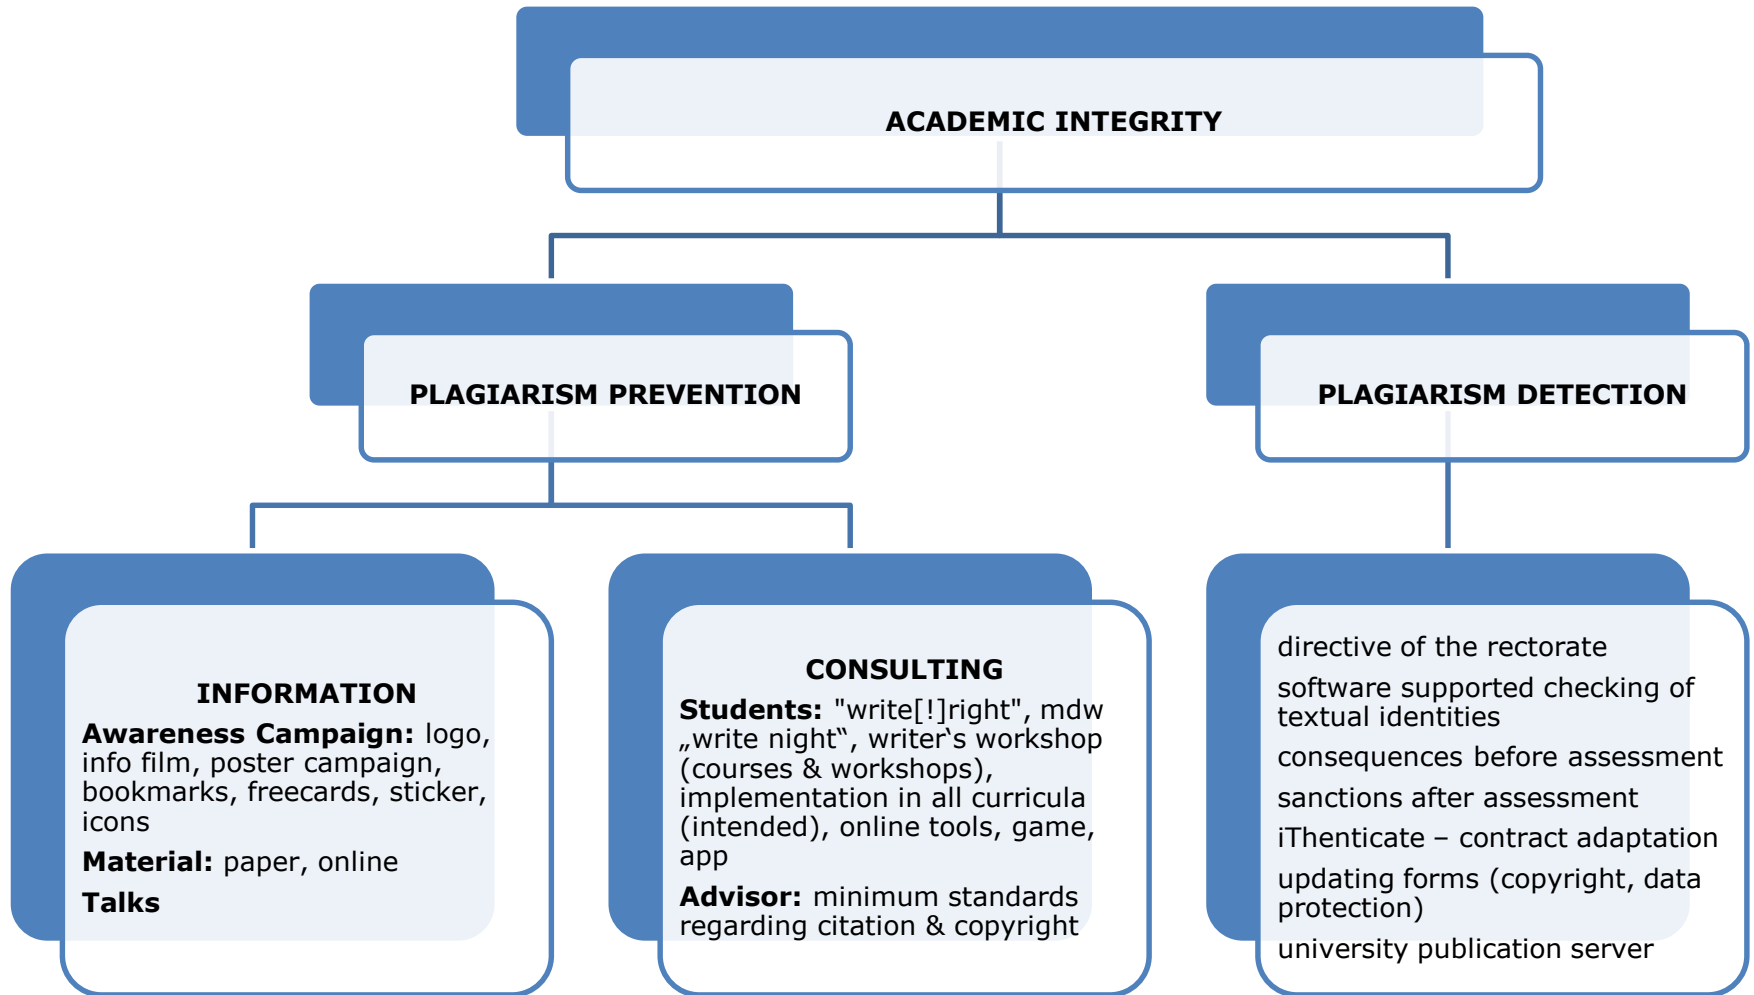 ACADEMIC INTEGRITY
PLAGIARISM PREVENTION
PLAGIARISM DETECTION
INFORMATION
Awareness Campaign: logo,
info film, poster campaign,
bookmarks, freecards, sticker,
icons
Material: paper, online
Talks
CONSULTING
Students: "write[!]right", mdw
„write night“, writer‘s workshop
(courses & workshops),
implementation in all curricula
(intended), online tools, game,
app
Advisor: minimum standards
regarding citation & copyright
directive of the rectorate
software supported checking of
textual identities
consequences before assessment
sanctions after assessment
iThenticate – contract adaptation
updating forms (copyright, data
protection)
university publication server